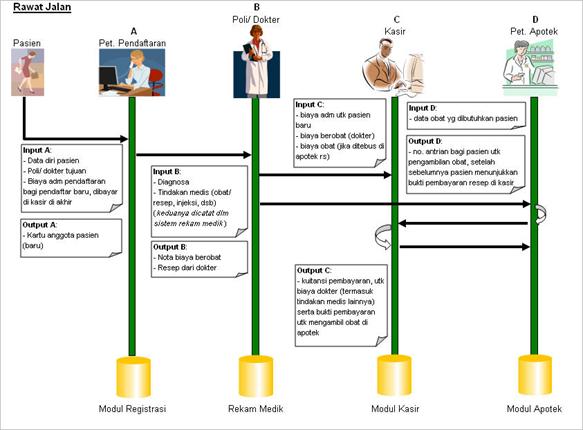 Rawat Jalan
Pasien
A
Pet. Pendaftaran
B
Poli/ Dokter
C
Kasir
D
Pet. Apotek
Input A:
- Data diri pasien
- Poli/ dokter tujuan
- Biaya adm pendaftaran
bagi pendaftar baru, dibayar
di kasir di akhir
Output A:
- Kartu anggota pasien
(baru)
Input B:
- Diagnosa
- Tindakan medis (obat/
resep, injeksi, dsb)
(keduanya dicatat dlm
sistem rekam medik)
Output B:
- Nota biaya berobat
- Resep dari dokter
Input C:
- biaya adm utk pasien
baru
- biaya berobat (dokter)
- biaya obat (jika ditebus di
apotek rs)
Output C:
- kuitansi pembayaran, utk
biaya dokter (termasuk
tindakan medis lainnya)
serta bukti pembayaran
utk mengambil obat di
apotek
Input D:
- data obat yg dibutuhkan pasien
Output D:
- no. antrian bagi pasien utk
pengambilan obat, setelah
sebelumnya pasien menunjukkan
bukti pembayaran resep di kasir
Modul Registrasi
Rekam Medik
Modul Kasir
Modul Apotek